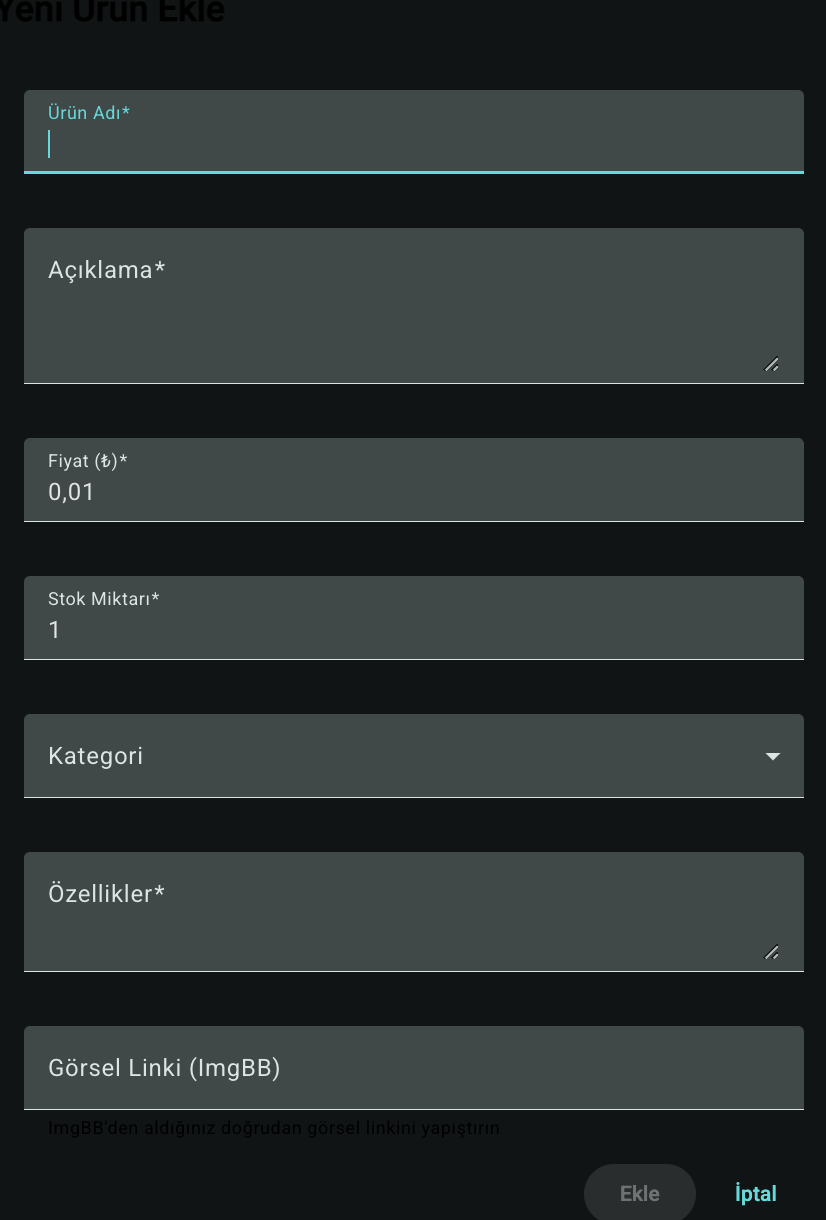 Yeni Ürün Ekle
Ürün Adı*
Açıklama*
Fiyat (₺)*
0,01
Stok Miktarı*
1
Kategori
Özellikler*
Görsel Linki (ImgBB)
ImgBB'den aldığınız doğrudan görsel linkini yapıştırın
Ekle
İptal